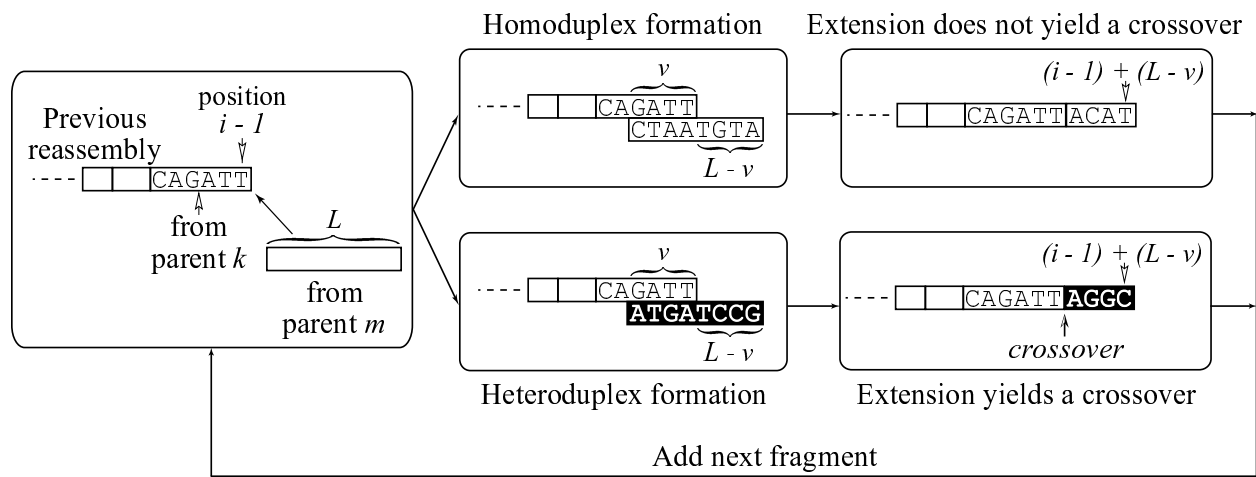 Homoduplex formation
Extension does not yield a crossover
position
i - 1
Previous
reassembly
CAGATT
from
parent k
L
from
parent m
v
CAGATT
CTAATGTA
L - v
(i - 1) + (L - v)
CAGATT ACAT
v
CAGATT
ATGATCCG
L - v
Heteroduplex formation
(i - 1) + (L - v)
CAGATT AGGC
crossover
Extension yields a crossover
Add next fragment